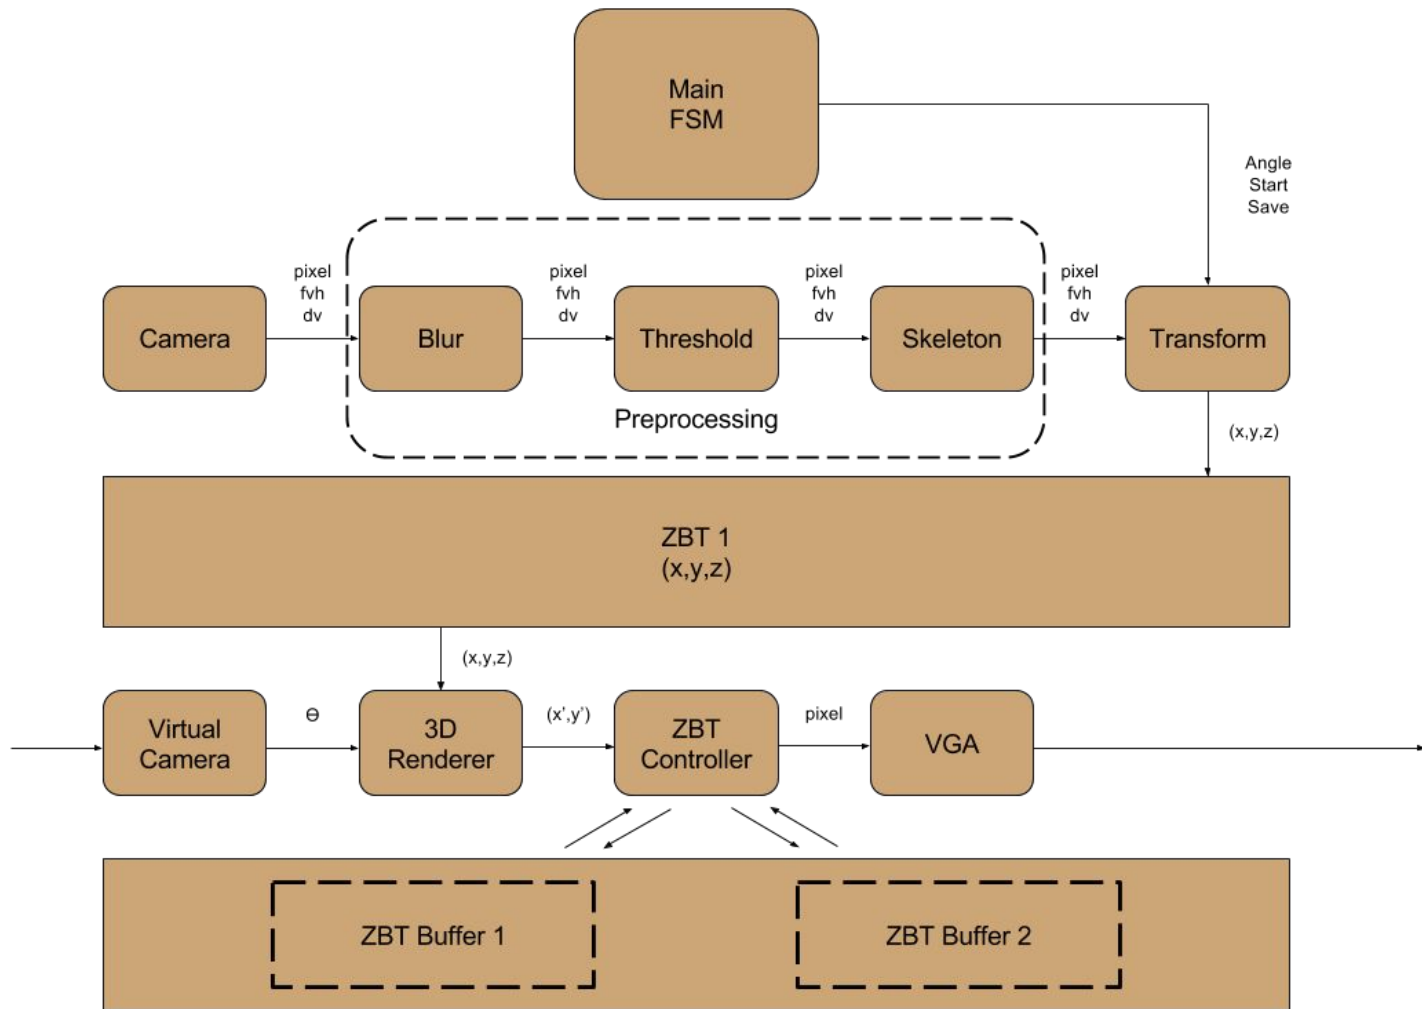 Main
FSM
Angle
Start
Save
pixel
fvh
dv
pixel
fvh
dv
pixel
fvh
dv
pixel
fvh
dv
Camera
Blur
Threshold
Skeleton
Transform
Preprocessing
(x,y,z)
ZBT 1
(x,y,z)
(x,y,z)
Virtual
Camera
Θ
3D
Renderer
(x’,y’)
ZBT
Controller
pixel
VGA
ZBT Buffer 1
ZBT Buffer 2